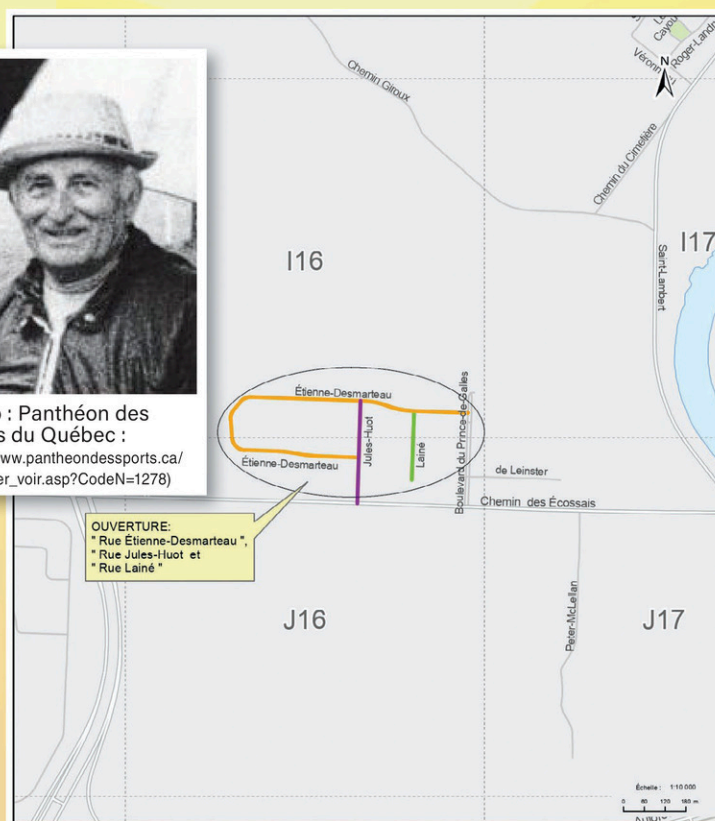 : Panthéon des
du Québec :
ww.pantheondessports.ca/
er_voir.asp?CodeN=1278)
Chemin Giroux
Roger-Landry
N
Chemin du Cimetière
I16
I17
Saint-Lambert
Étienne-Desmarteau
Jules-Huot
Lainé
Boulevard du Prince-de-Galles
Étienne-Desmarteau
de Leinster
Chemin des Écossais
OUVERTURE:
" Rue Étienne-Desmarteau ",
" Rue Jules-Huot et
" Rue Lainé "
J16
J17
Peter-McLellan
Échelle : 1:10 000
0 60 120 180 m